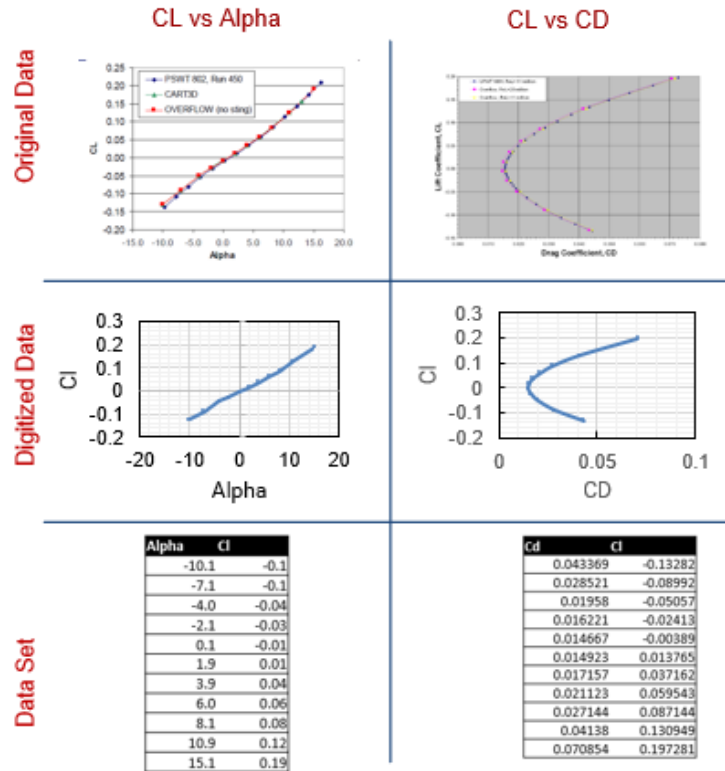 CL vs Alpha
CL vs CD
Original Data
0.25
0.20
0.15
0.10
0.05
0.00
-0.05
-0.10
-0.15
-0.20
CL
PSWT 802, Run 450
CART3D
OVERFLOW (no sting)
-15.0 -10.0 -5.0 0.0 5.0 10.0 15.0 20.0
Alpha
Lift Coefficient, CL
Drag Coefficient, CD
Digitized Data
0.3
0.2
0.1
0
-0.1
-0.2
Cl
-20 -10 0 10 20
Alpha
0.3
0.2
0.1
0
-0.1
-0.2
Cl
0 0.05 0.1
CD
Data Set
Alpha Cl
-10.1 -0.1
-7.1 -0.1
-4.0 -0.04
-2.1 -0.03
0.1 -0.01
1.9 0.01
3.9 0.04
6.0 0.06
8.1 0.08
10.9 0.12
15.1 0.19
Cd Cl
0.043369 -0.13282
0.028521 -0.08992
0.01958 -0.05057
0.016221 -0.02413
0.014667 -0.00389
0.014923 0.013765
0.017157 0.037162
0.021123 0.059543
0.027144 0.087144
0.04138 0.130949
0.070854 0.197281